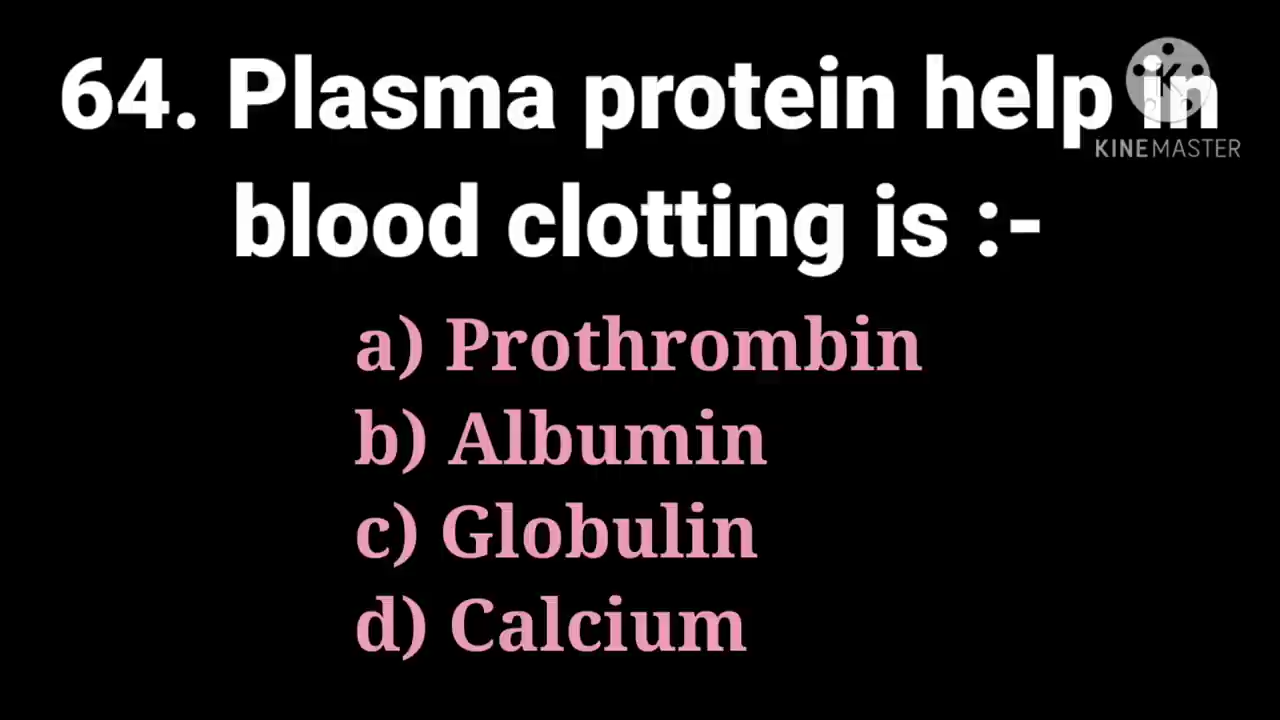 64. Plasma protein help in
KINEMASTER
blood clotting is :-
a) Prothrombin
b) Albumin
c) Globulin
d) Calcium